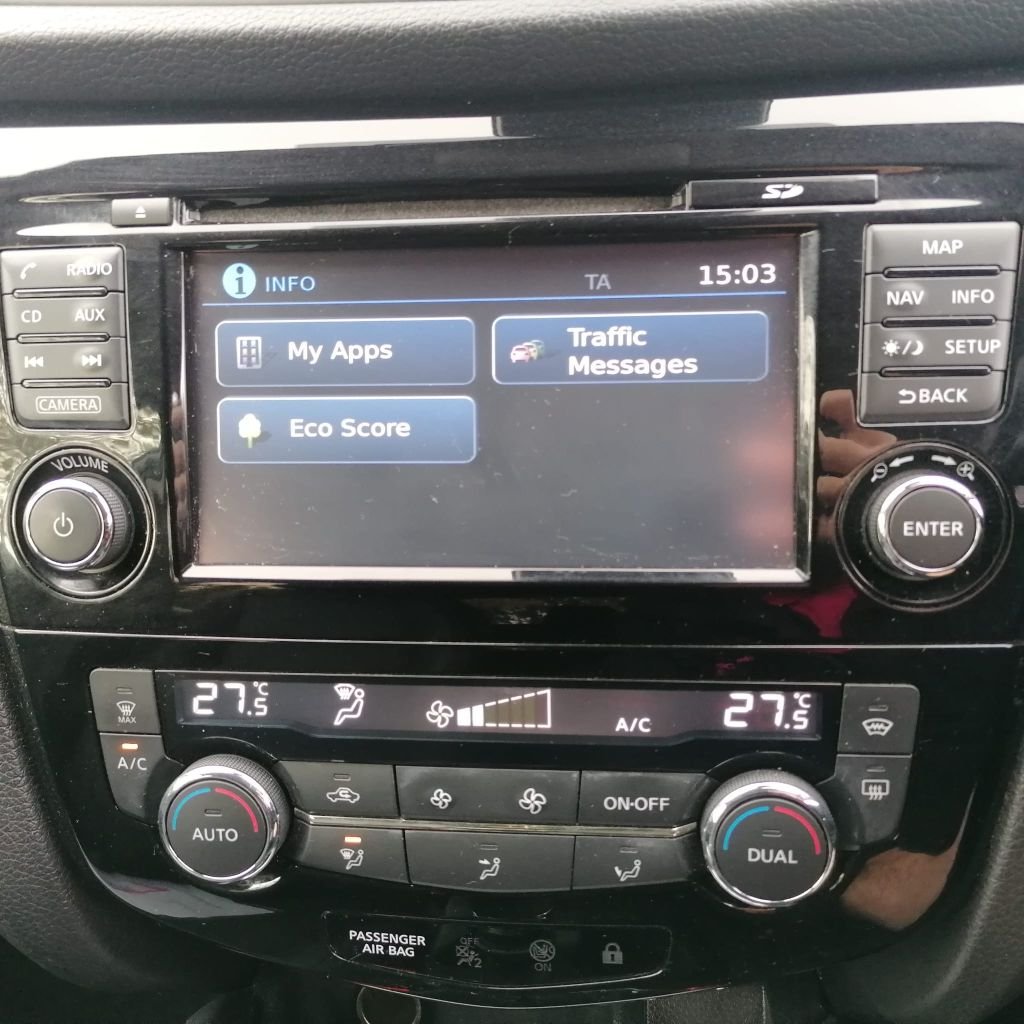 SD
RADIO
MAP
INFO
TA
15:03
CD AUX
NAV INFO
My Apps
Traffic
Messages
SETUP
CAMERA
BACK
Eco Score
VOLUME
ENTER
27.5 °C
A/C
27.5 °C
MAX
A/C
ON·OFF
AUTO
DUAL
PASSENGER
AIR BAG
OFF
2
ON